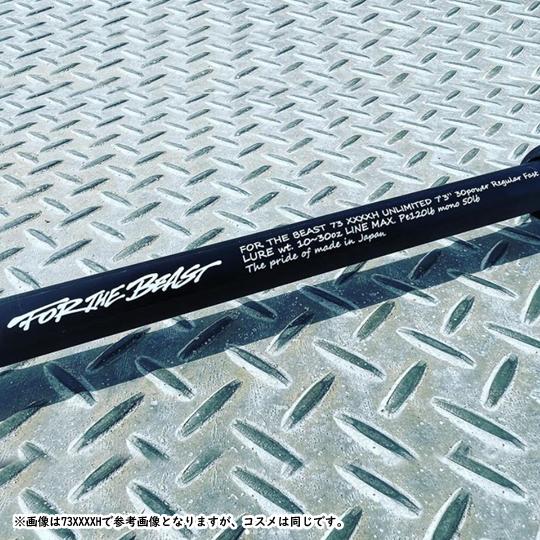 FOR THE BEAST
FOR THE BEAST 73 XXXXH UNLIMITED 7'3" 30power Regular Fast
LURE wt. 10~30oz LINE MAX. Pe120lb mono 50lb
The pride of made in Japan
※画像は73XXXXHで参考画像となりますが、コスメは同じです。